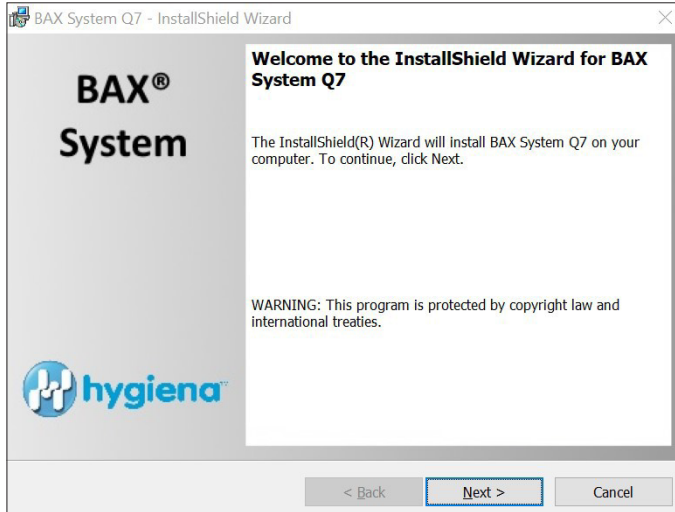 BAX System Q7 - InstallShield Wizard
BAX®
System
Welcome to the InstallShield Wizard for BAX
System Q7
The InstallShield(R) Wizard will install BAX System Q7 on your
computer. To continue, click Next.
WARNING: This program is protected by copyright law and
international treaties.
hygiena™
< Back
Next >
Cancel